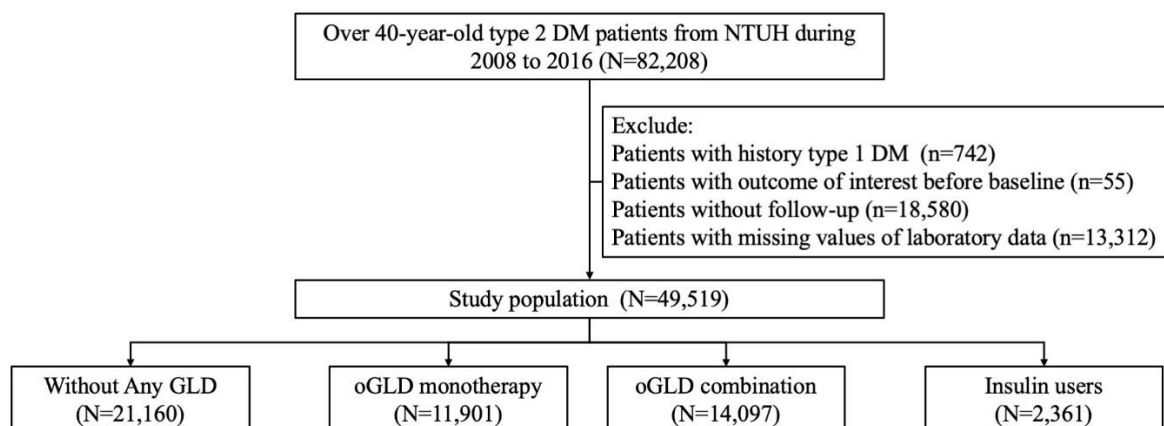 Over 40-year-old type 2 DM patients from NTUH during
2008 to 2016 (N=82,208)
Exclude:
Patients with history type 1 DM (n=742)
Patients with outcome of interest before baseline (n=55)
Patients without follow-up (n=18,580)
Patients with missing values of laboratory data (n=13,312)
Study population (N=49,519)
Without Any GLD
(N=21,160)
oGLD monotherapy
(N=11,901)
oGLD combination
(N=14,097)
Insulin users
(N=2,361)